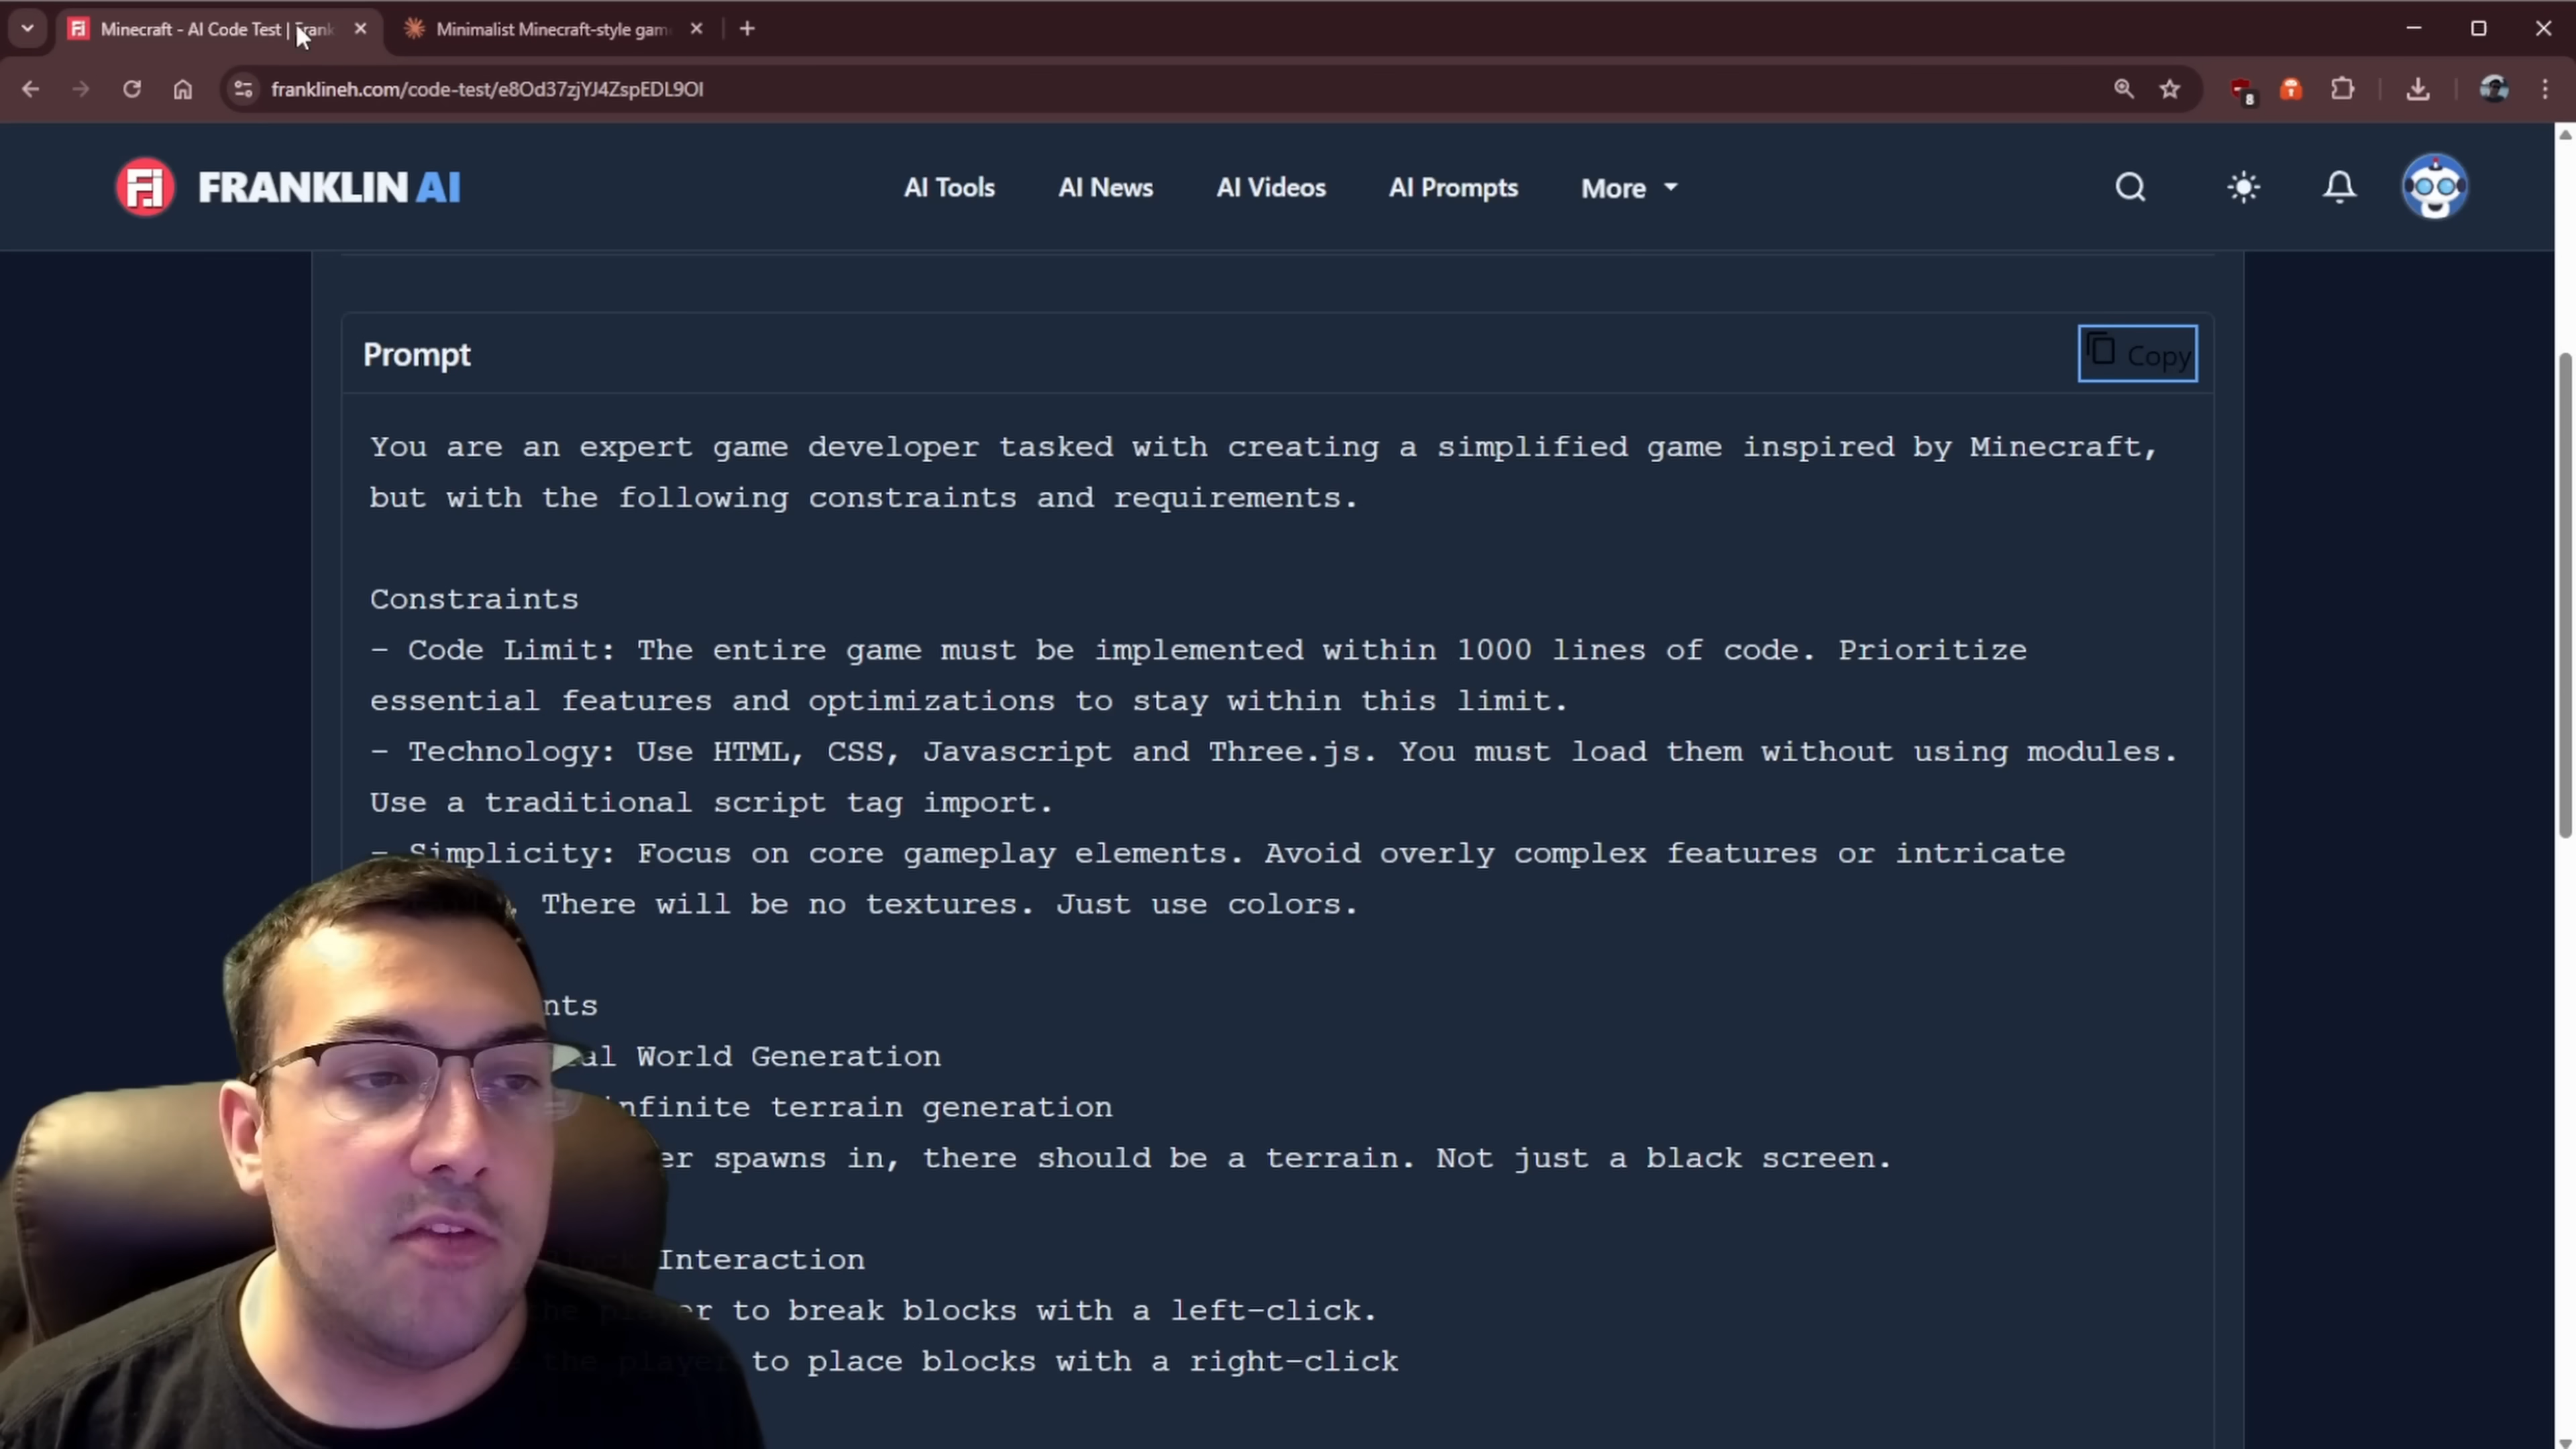 Minecraft - AI Code Test | Frank
Minimalist Minecraft-style gam
franklineh.com/code-test/e8Od37zjYJ4ZspEDL9OI
8
FRANKLIN AI
AI Tools
AI News
AI Videos
AI Prompts
More
Prompt
Copy
You are an expert game developer tasked with creating a simplified game inspired by Minecraft,
but with the following constraints and requirements.
Constraints
- Code Limit: The entire game must be implemented within 1000 lines of code. Prioritize
essential features and optimizations to stay within this limit.
- Technology: Use HTML, CSS, Javascript and Three.js. You must load them without using modules.
Use a traditional script tag import.
- Simplicity: Focus on core gameplay elements. Avoid overly complex features or intricate
There will be no textures. Just use colors.
nts
al World Generation
infinite terrain generation
er spawns in, there should be a terrain. Not just a black screen.
Interaction
the player to break blocks with a left-click.
the player to place blocks with a right-click